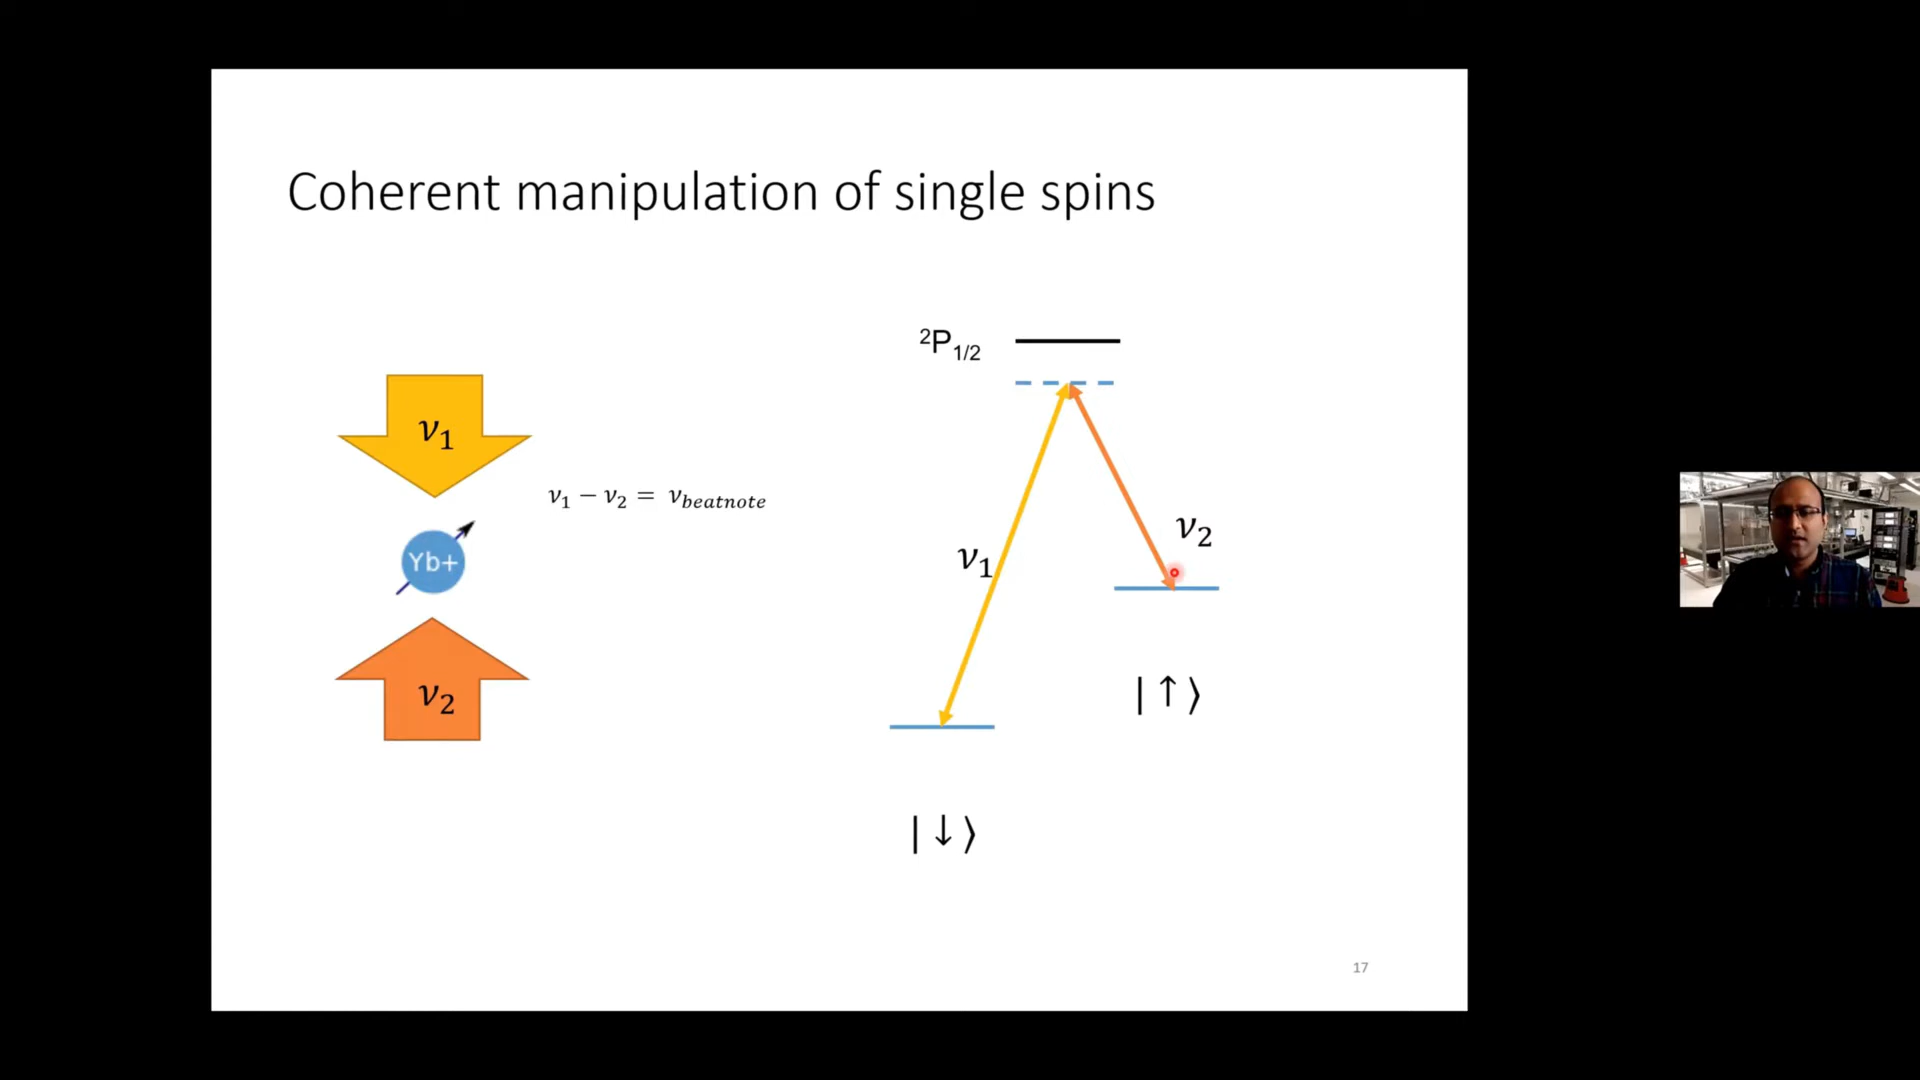 Coherent manipulation of single spins
²P₁/₂
ν₁
ν₁ − ν₂ = ν_beatnote
ν₂
Yb+
ν₁
ν₂
|↑⟩
|↓⟩
17